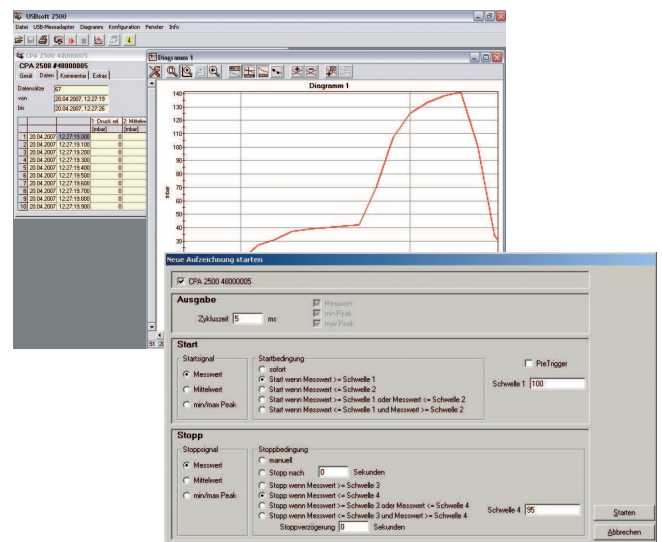 USBsoft 2500
Datei USB-Messadapter Diagramm Konfiguration Fenster Info
CPA 2500 48000005
CPA 2500 #48000005
Gerät Daten Kommentar Extras
Datensätze 67
von 20.04.2007, 12:27:19
bis 20.04.2007, 12:27:26
1: Druck rel. 2: Mittelwe
[mbar] [mbar]
1 20.04.2007 12:27:19.000 0
2 20.04.2007 12:27:19.100 0
3 20.04.2007 12:27:19.200 0
4 20.04.2007 12:27:19.300 0
5 20.04.2007 12:27:19.400 0
6 20.04.2007 12:27:19.500 0
7 20.04.2007 12:27:19.600 0
8 20.04.2007 12:27:19.700 0
9 20.04.2007 12:27:19.800 0
10 20.04.2007 12:27:19.900 0
Diagramm 1
Diagramm 1
140
130
120
110
100
90
80
70
60
50
40
30
mbar
Neue Aufzeichnung starten
CPA 2500 48000005
Ausgabe
Zykluszeit 5 ms
Messwert
min Peak
max Peak
Start
Startsignal
Messwert
Mittelwert
min/max Peak
Startbedingung
sofort
Start wenn Messwert >= Schwelle 1
Start wenn Messwert <= Schwelle 2
Start wenn Messwert >= Schwelle 1 oder Messwert <= Schwelle 2
Start wenn Messwert <= Schwelle 1 und Messwert >= Schwelle 2
PreTrigger
Schwelle 1 100
Stopp
Stoppsignal
Messwert
Mittelwert
min/max Peak
Stoppbedingung
manuell
Stopp nach 0 Sekunden
Stopp wenn Messwert >= Schwelle 3
Stopp wenn Messwert <= Schwelle 4
Stopp wenn Messwert >= Schwelle 3 oder Messwert <= Schwelle 4
Stopp wenn Messwert <= Schwelle 3 und Messwert >= Schwelle 4
Stoppverzögerung 0 Sekunden
Schwelle 4 95
Starten
Abbrechen